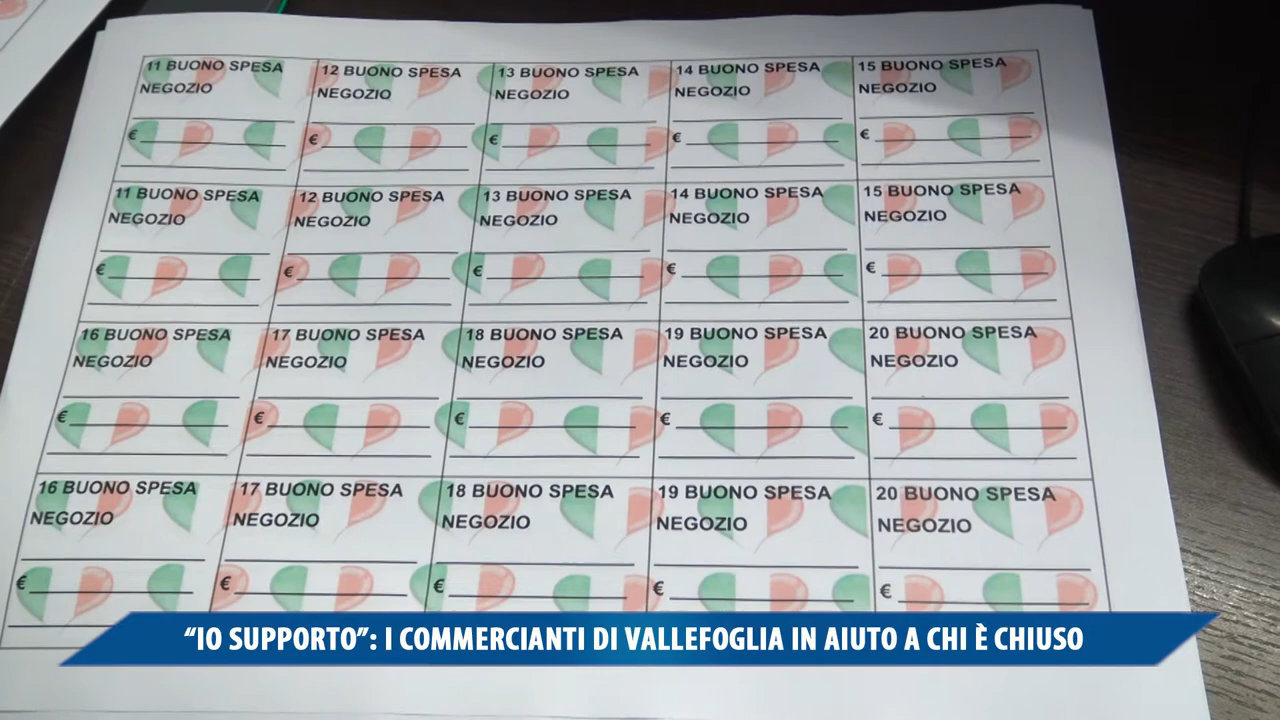 11 BUONO SPESA 12 BUONO SPESA 13 BUONO SPESA 14 BUONO SPESA 15 BUONO SPESA
NEGOZIO NEGOZIO NEGOZIO NEGOZIO NEGOZIO
€ € € € €
11 BUONO SPESA 12 BUONO SPESA 13 BUONO SPESA 14 BUONO SPESA 15 BUONO SPESA
NEGOZIO NEGOZIO NEGOZIO NEGOZIO NEGOZIO
€ € € € €
16 BUONO SPESA 17 BUONO SPESA 18 BUONO SPESA 19 BUONO SPESA 20 BUONO SPESA
NEGOZIO NEGOZIO NEGOZIO NEGOZIO NEGOZIO
€ € € € €
16 BUONO SPESA 17 BUONO SPESA 18 BUONO SPESA 19 BUONO SPESA 20 BUONO SPESA
NEGOZIO NEGOZIO NEGOZIO NEGOZIO NEGOZIO
€ € € € €
“IO SUPPORTO”: I COMMERCIANTI DI VALLEFOGLIA IN AIUTO A CHI È CHIUSO